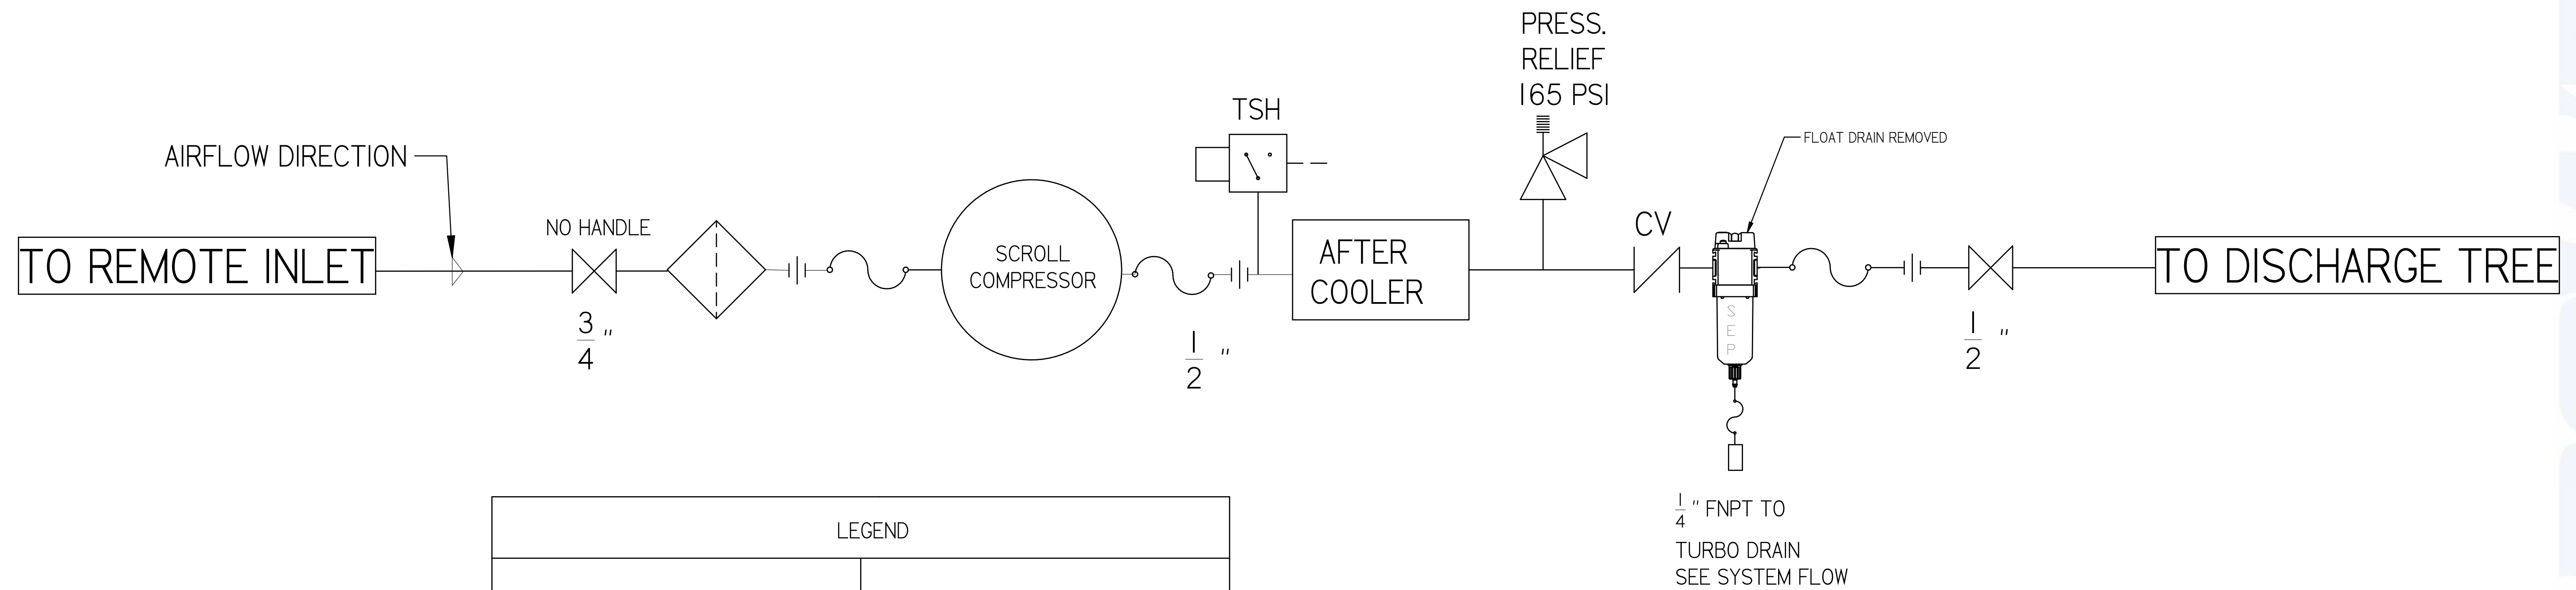 PRESS.
RELIEF
165 PSI
TSH
FLOAT DRAIN REMOVED
AIRFLOW DIRECTION
NO HANDLE
CV
TO REMOTE INLET
SCROLL
COMPRESSOR
AFTER
COOLER
TO DISCHARGE TREE
S
E
P
3/4 "
1/2 "
1/2 "
1/4 " FNPT TO
TURBO DRAIN
SEE SYSTEM FLOW
LEGEND